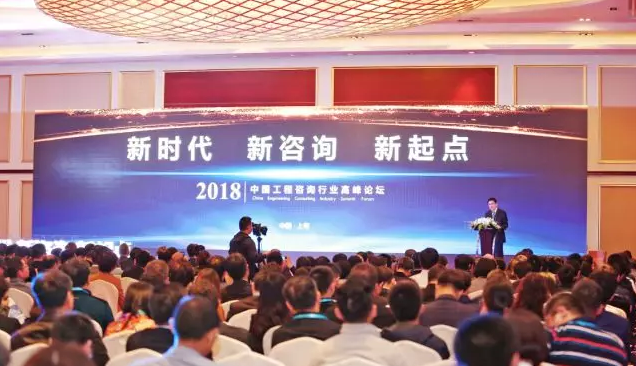 新时代 新咨询 新起点
2018 中国工程咨询行业高峰论坛
China Engineering Consulting Industry Summit Forum
中国 上海